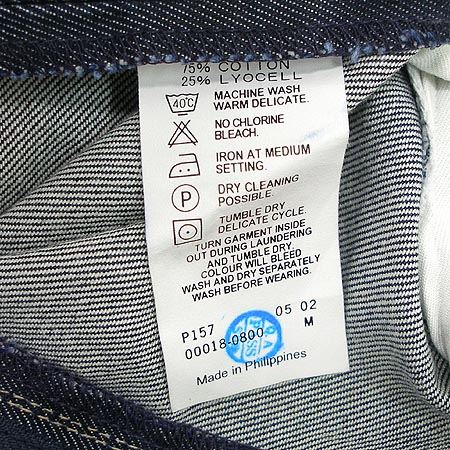 75% COTTON
25% LYOCELL
40°C
MACHINE WASH
WARM DELICATE.
NO CHLORINE
BLEACH.
IRON AT MEDIUM
SETTING.
P
DRY CLEANING
POSSIBLE.
TUMBLE DRY
DELICATE CYCLE.
TURN GARMENT INSIDE
OUT DURING LAUNDERING
AND TUMBLE DRY.
COLOUR WILL BLEED
WASH AND DRY SEPARATELY
WASH BEFORE WEARING.
P157 05 02
00018-0800 M
Made in Philippines